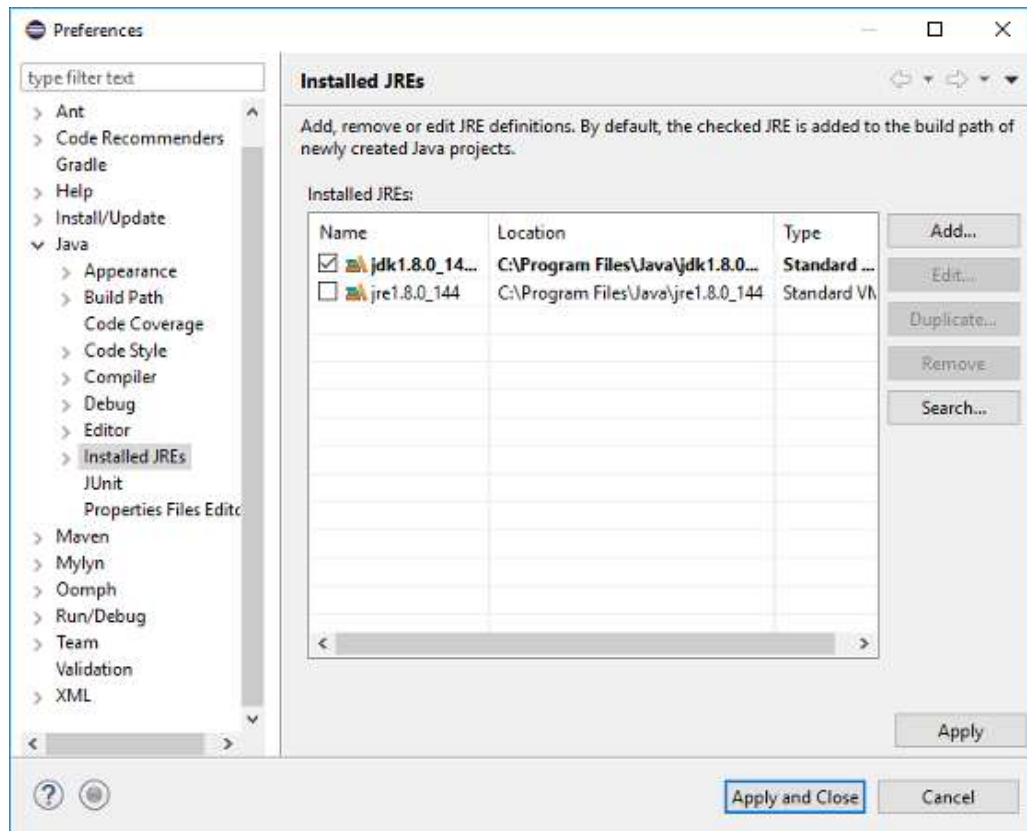 Preferences
type filter text
Ant
Code Recommenders
Gradle
Help
Install/Update
Java
Appearance
Build Path
Code Coverage
Code Style
Compiler
Debug
Editor
Installed JREs
JUnit
Properties Files Edito
Maven
Mylyn
Oomph
Run/Debug
Team
Validation
XML
Installed JREs
Add, remove or edit JRE definitions. By default, the checked JRE is added to the build path of
newly created Java projects.
Installed JREs:
Name Location Type
jdk1.8.0_14... C:\Program Files\Java\jdk1.8.0... Standard ...
jre1.8.0_144 C:\Program Files\Java\jre1.8.0_144 Standard VM
Add...
Edit...
Duplicate...
Remove
Search...
Apply
Apply and Close
Cancel